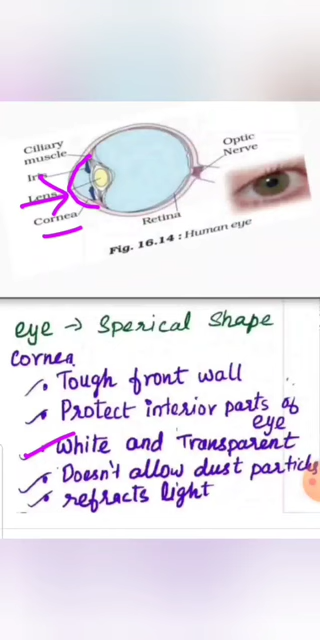 Ciliary
muscle
Iris
Lens
Cornea
Optic
Nerve
Retina
Fig. 16.14 : Human eye
eye → Sperical Shape
Cornea
Tough front wall
Protect interior parts of
eye
White and Transparent
Doesn't allow dust particls
refracts light